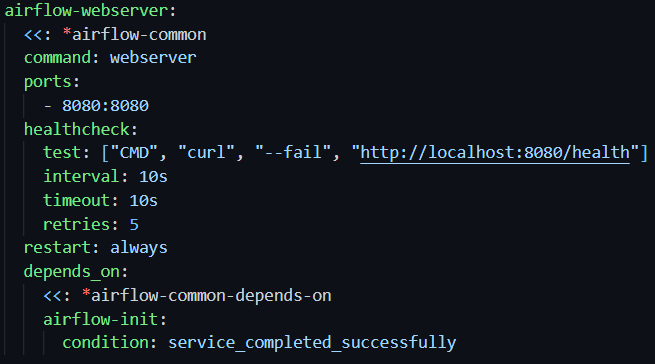 airflow-webserver:
  <<: *airflow-common
  command: webserver
  ports:
    - 8080:8080
  healthcheck:
    test: ["CMD", "curl", "--fail", "http://localhost:8080/health"]
    interval: 10s
    timeout: 10s
    retries: 5
  restart: always
  depends_on:
    <<: *airflow-common-depends-on
    airflow-init:
      condition: service_completed_successfully